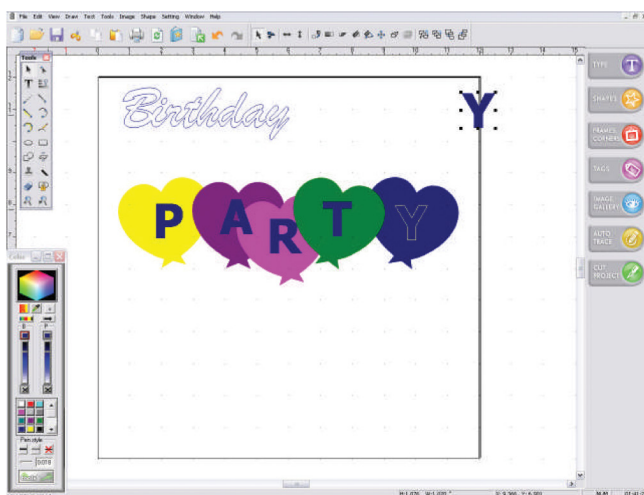 File Edit View Draw Text Tools Image Shape Setting Window Help
Tools
TYPE
SHAPES
FRAMES
CORNERS
TAGS
IMAGE
GALLERY
AUTO
TRACE
CUT
PROJECT
Birthday
Y
P A R T Y
Color
Pen style: